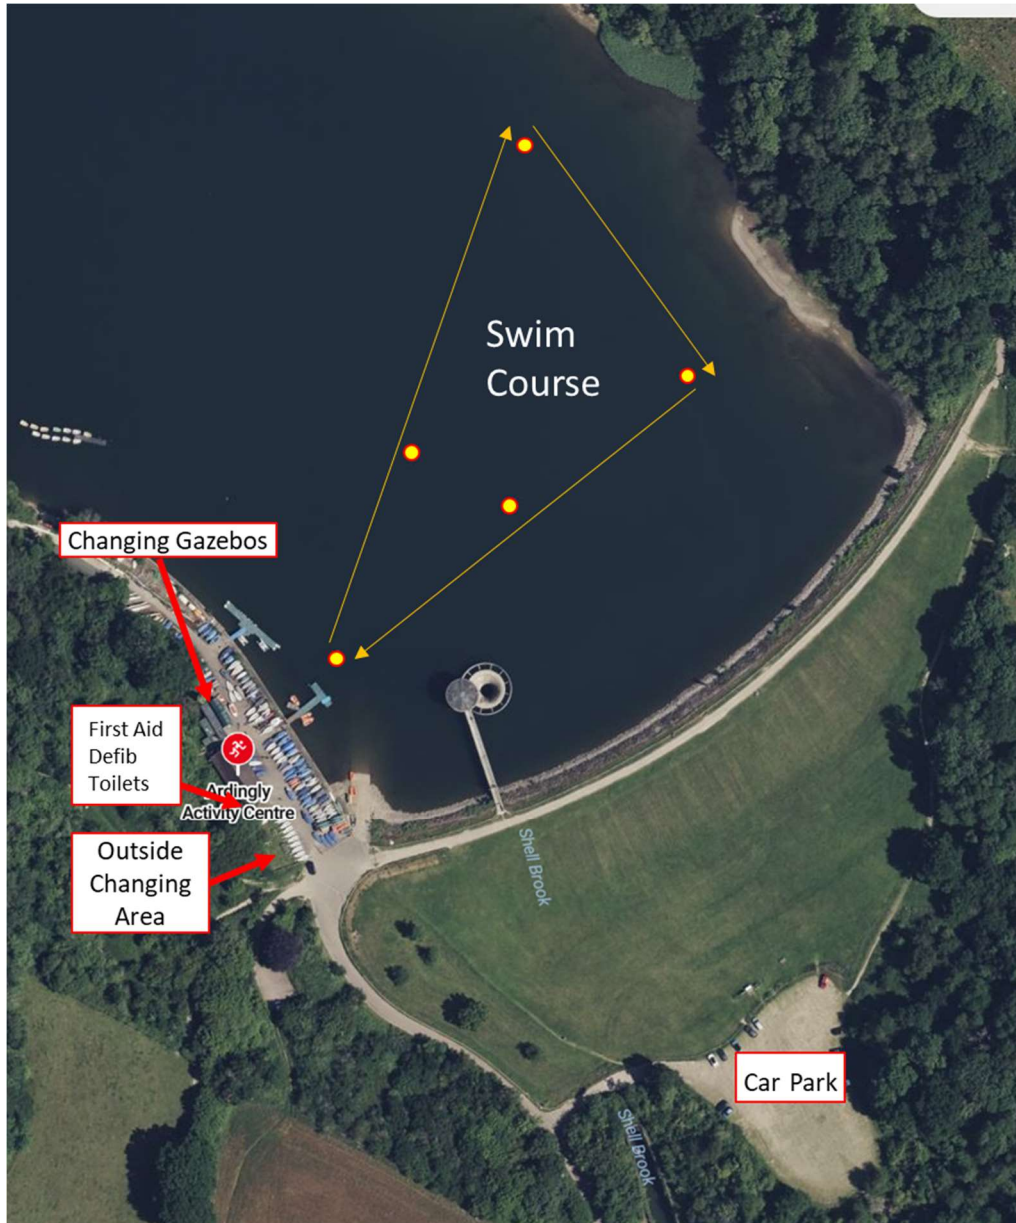 Swim
Course
Changing Gazebos
First Aid
Defib
Toilets
Ardingly
Activity Centre
Outside
Changing
Area
Shell Brook
Car Park
Shell Brook